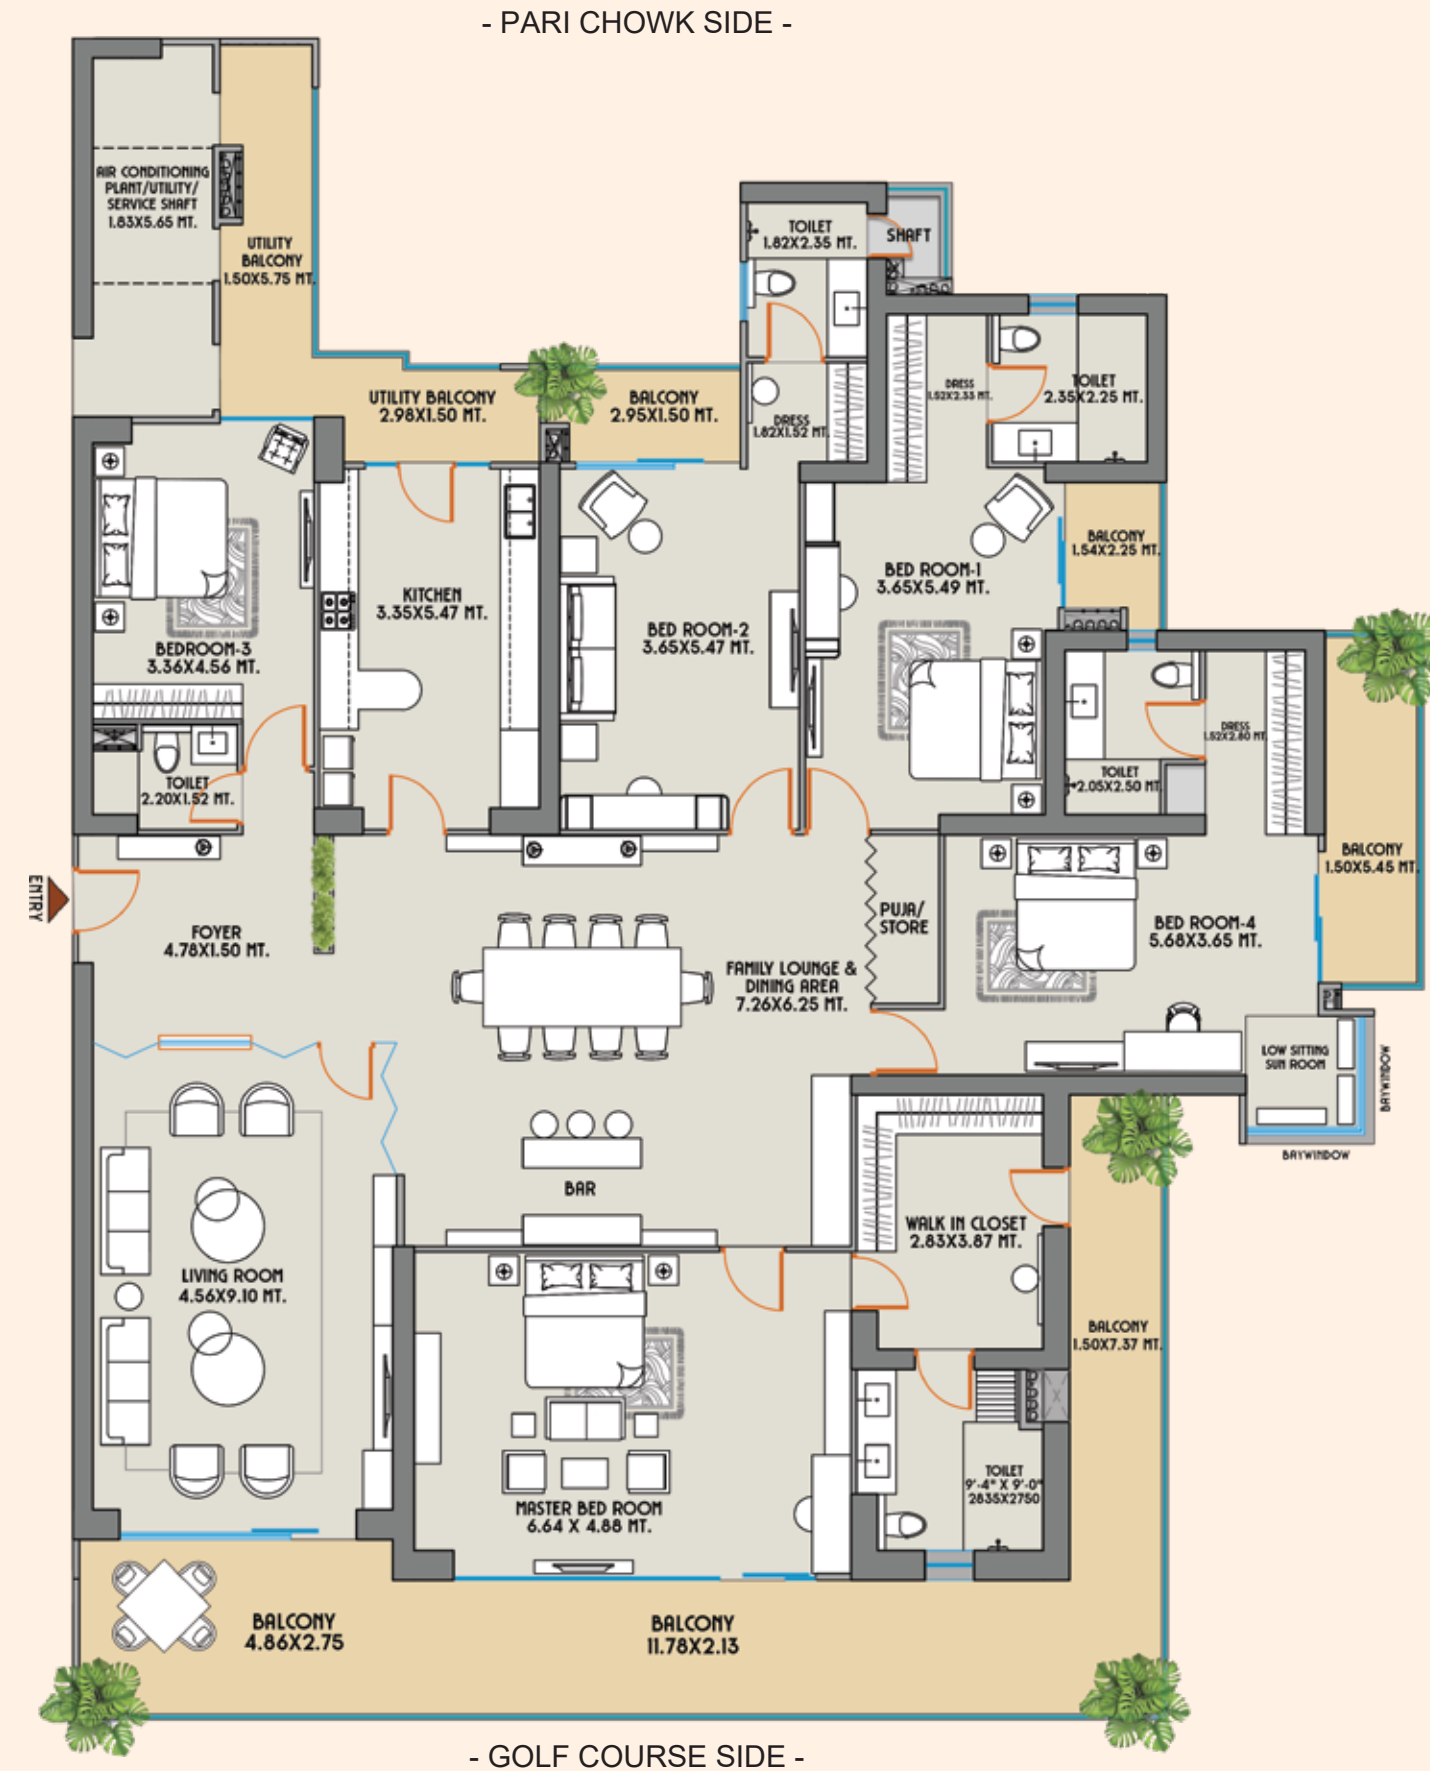 - PARI CHOWK SIDE -
AIR CONDITIONING
PLANT/UTILITY/
SERVICE SHAFT
1.83X5.65 MT.
UTILITY
BALCONY
1.50X5.75 MT.
TOILET
1.82X2.35 MT.
SHAFT
UTILITY BALCONY
2.98X1.50 MT.
BALCONY
2.95X1.50 MT.
DRESS
1.82X1.52 MT.
DRESS
1.52X2.33 MT.
TOILET
2.35X2.25 MT.
BALCONY
1.54X2.25 MT.
BEDROOM-3
3.36X4.56 MT.
KITCHEN
3.35X5.47 MT.
BED ROOM-2
3.65X5.47 MT.
BED ROOM-1
3.65X5.49 MT.
TOILET
2.20X1.52 MT.
TOILET
2.05X2.50 MT.
DRESS
1.52X2.80 MT.
BALCONY
1.50X5.45 MT.
ENTRY
FOYER
4.78X1.50 MT.
FAMILY LOUNGE &
DINING AREA
7.26X6.25 MT.
PUJA/
STORE
BED ROOM-4
5.68X3.65 MT.
LOW SITTING
SUN ROOM
BAYWINDOW
BAYWINDOW
BAR
WALK IN CLOSET
2.83X3.87 MT.
LIVING ROOM
4.56X9.10 MT.
BALCONY
1.50X7.37 MT.
MASTER BED ROOM
6.64 X 4.88 MT.
TOILET
9'-4" X 9'-0"
2835X2750
BALCONY
4.86X2.75
BALCONY
11.78X2.13
- GOLF COURSE SIDE -